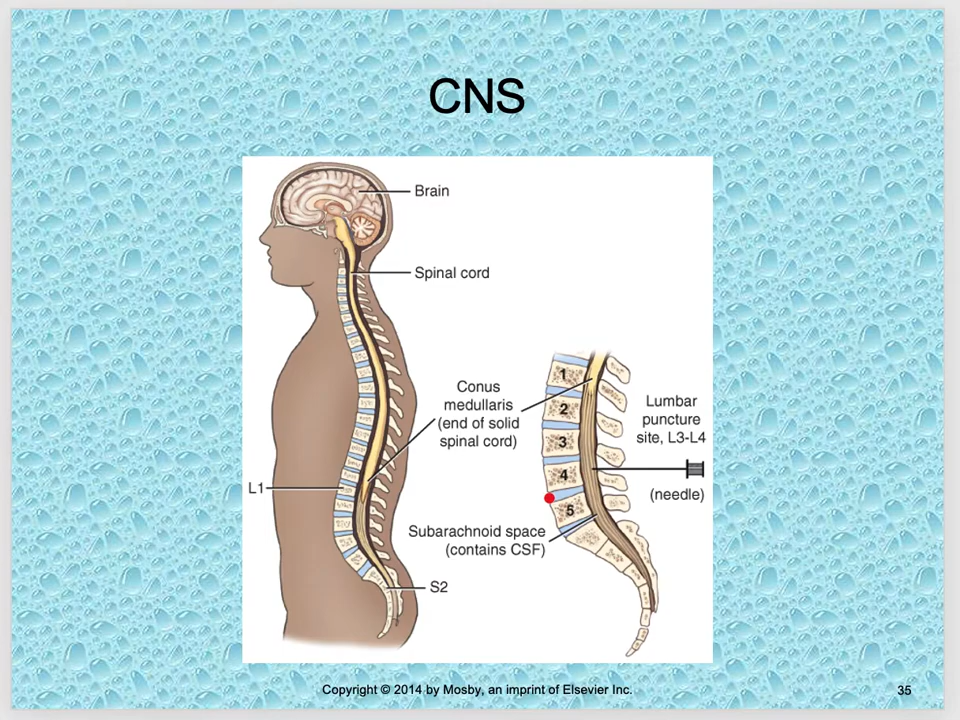 CNS
Brain
Spinal cord
Conus
medullaris
(end of solid
spinal cord)
L1
Subarachnoid space
(contains CSF)
S2
1
2
3
4
5
Lumbar
puncture
site, L3-L4
(needle)
Copyright © 2014 by Mosby, an imprint of Elsevier Inc.
35